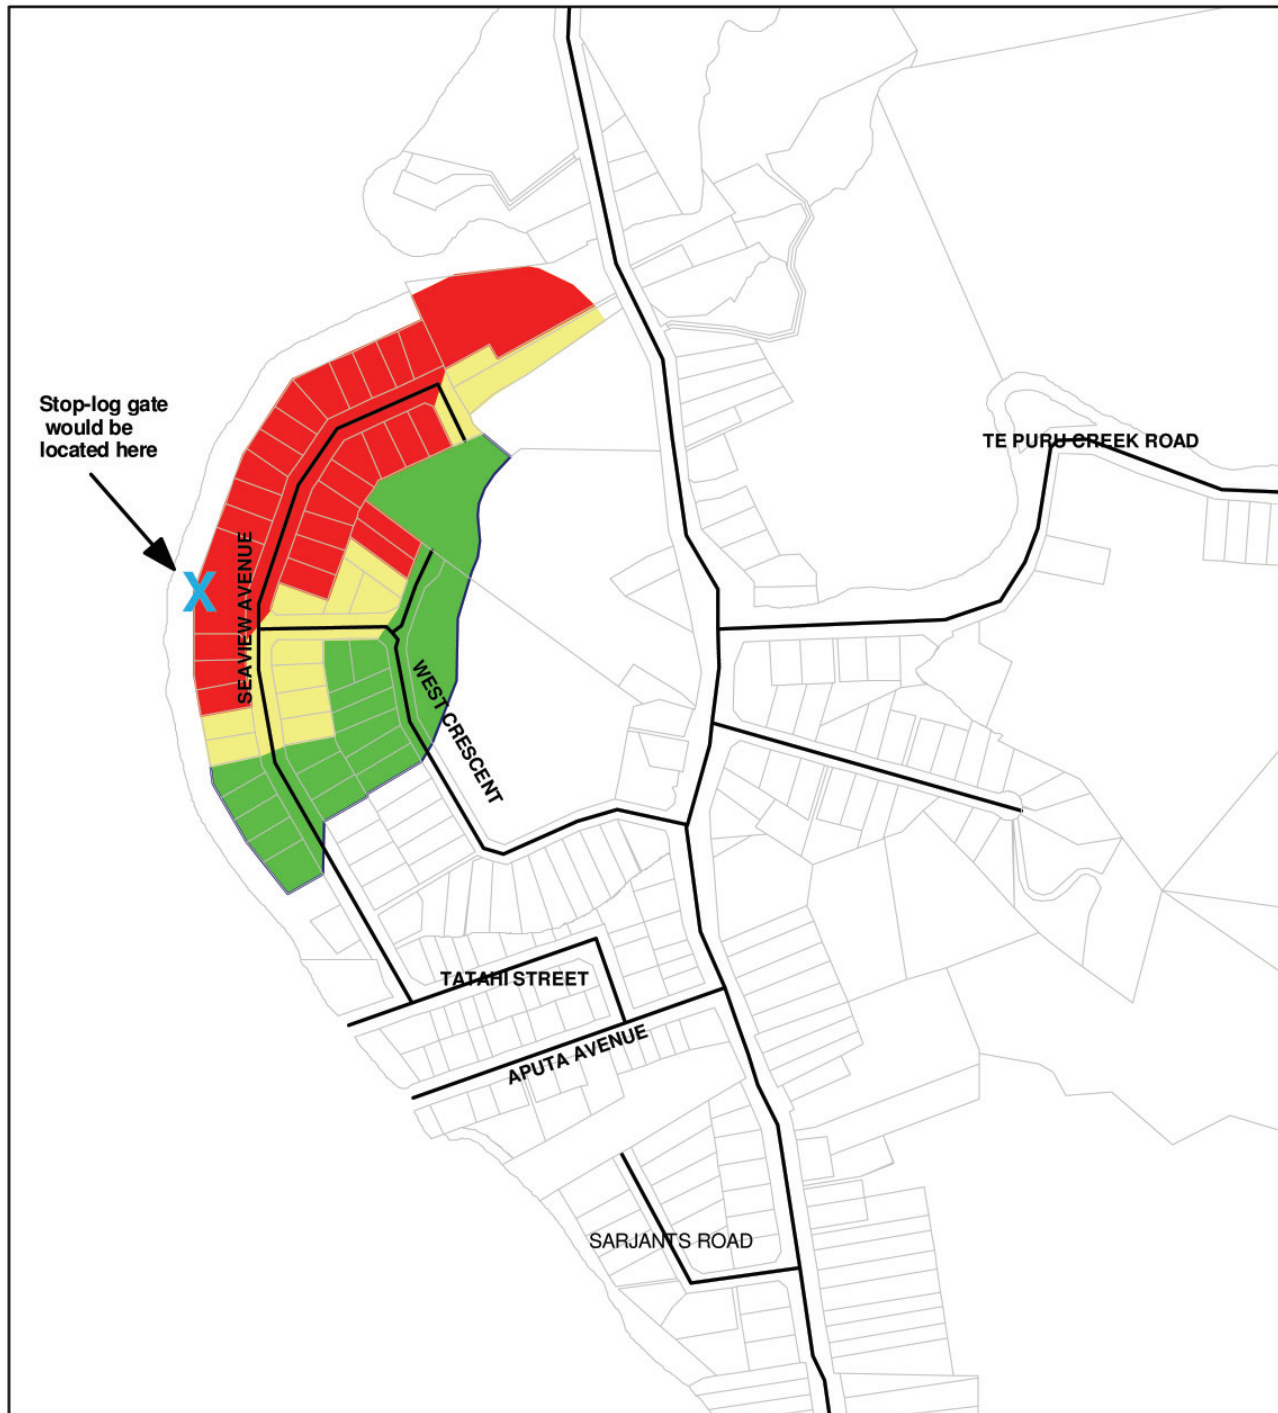 Stop-log gate
would be
located here
TE PURU CREEK ROAD
X
SEAVIEW AVENUE
WEST CRESCENT
TATAHI STREET
APUTA AVENUE
SARJANTS ROAD